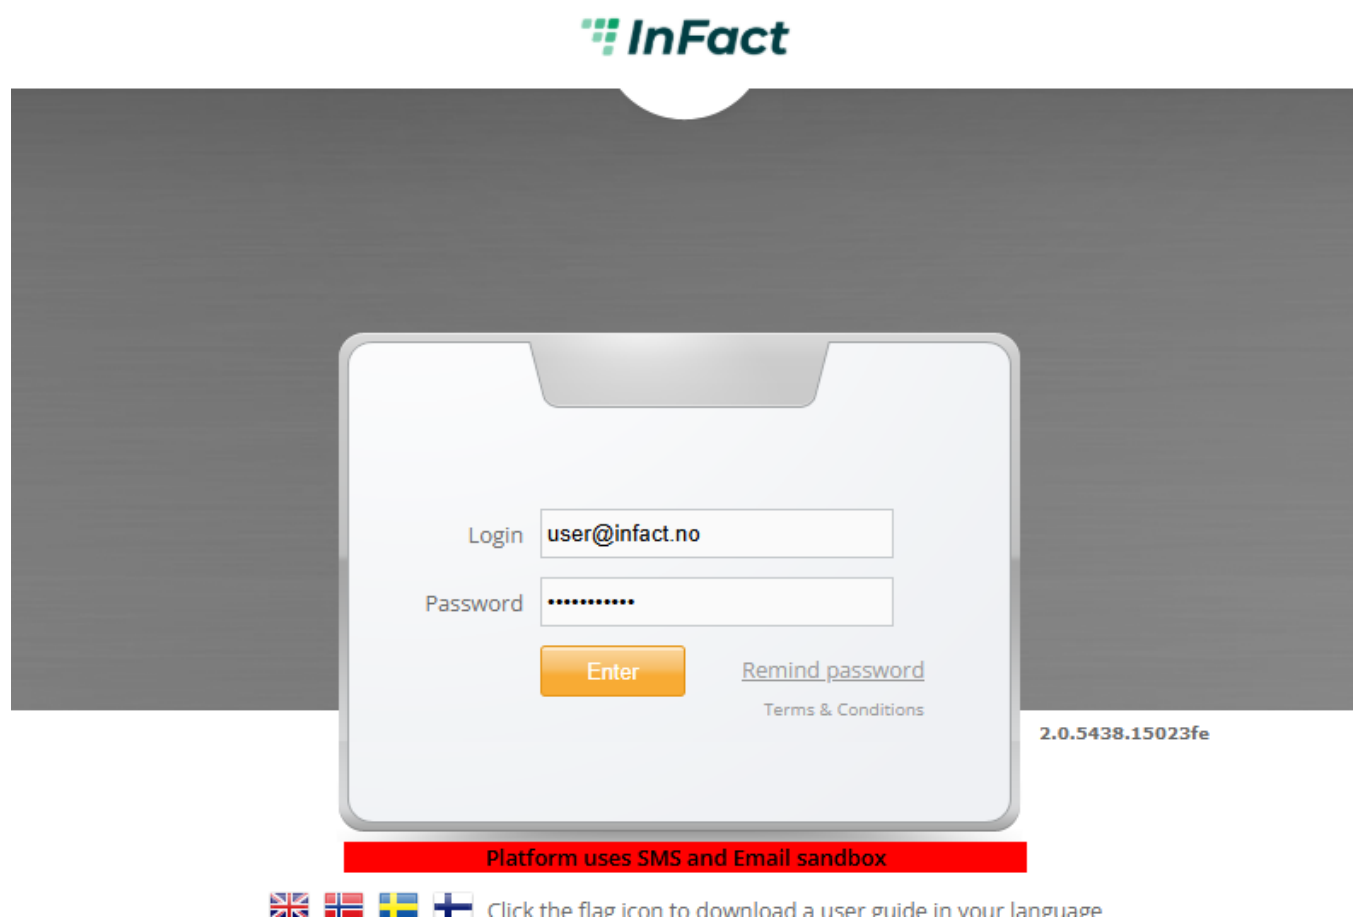 InFact
Login user@infact.no
Password •••••••••••
Enter Remind password
Terms & Conditions
2.0.5438.15023fe
Platform uses SMS and Email sandbox
Click the flag icon to download a user guide in your language